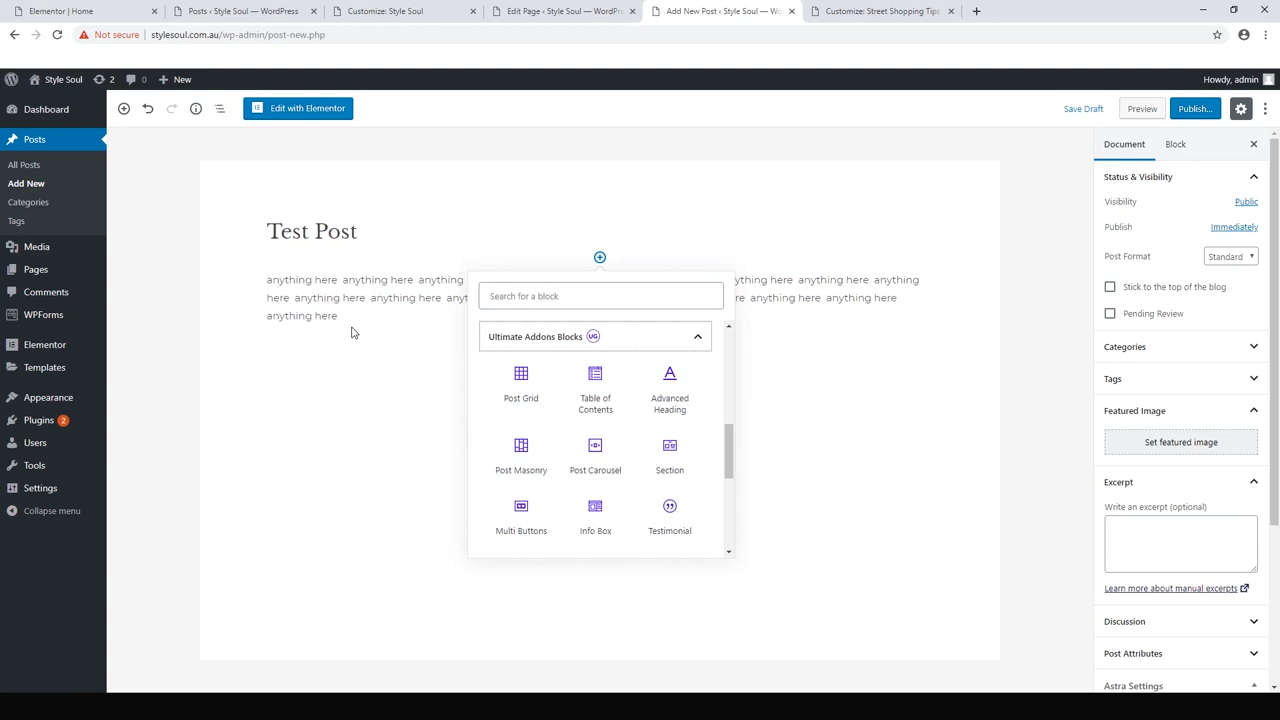 Elementor | Home
Posts ‹ Style Soul — WordPress
Customize: Style Soul
Edit Page ‹ Style Soul — WordPr
Add New Post ‹ Style Soul — Wo
Customize: Street Shopping Tips
Not secure | stylesoul.com.au/wp-admin/post-new.php
Style Soul 2 0 New Howdy, admin
Dashboard
Posts
All Posts
Add New
Categories
Tags
Media
Pages
Comments
WPForms
Elementor
Templates
Appearance
Plugins 2
Users
Tools
Settings
Collapse menu
Edit with Elementor
Save Draft Preview Publish...
Test Post
anything here anything here anything ything here anything here anything
here anything here anything here anyt re anything here anything here
anything here
Search for a block
Ultimate Addons Blocks UG
Post Grid Table of Contents Advanced Heading
Post Masonry Post Carousel Section
Multi Buttons Info Box Testimonial
Document Block
Status & Visibility
Visibility Public
Publish Immediately
Post Format Standard
Stick to the top of the blog
Pending Review
Categories
Tags
Featured Image
Set featured image
Excerpt
Write an excerpt (optional)
Learn more about manual excerpts
Discussion
Post Attributes
Astra Settings